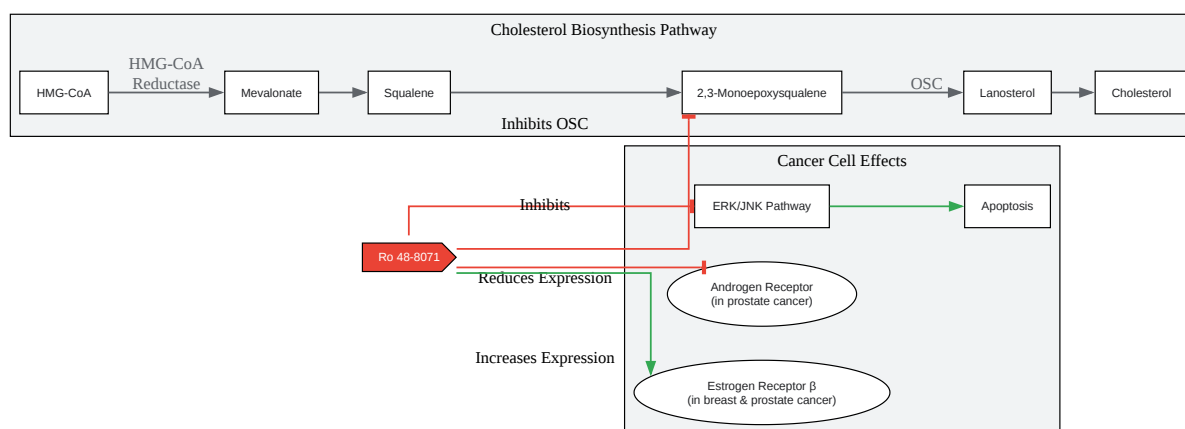 Cholesterol Biosynthesis Pathway
HMG-CoA
HMG-CoA
Reductase
Mevalonate
Squalene
2,3-Monoepoxysqualene
OSC
Lanosterol
Cholesterol
Inhibits OSC
Cancer Cell Effects
Inhibits
ERK/JNK Pathway
Apoptosis
Ro 48-8071
Reduces Expression
Androgen Receptor
(in prostate cancer)
Increases Expression
Estrogen Receptor β
(in breast & prostate cancer)